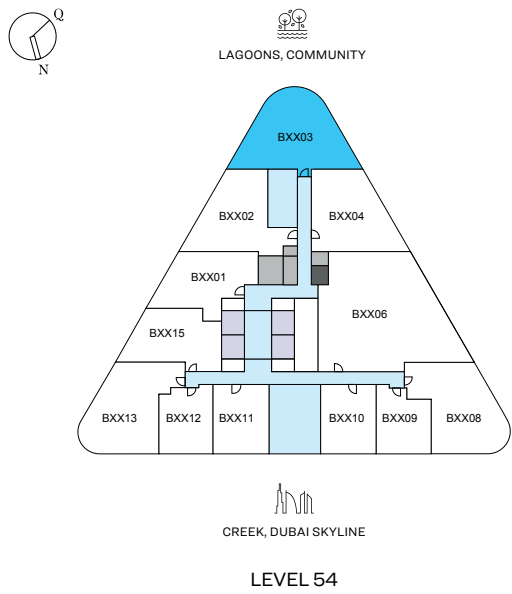 Q
N
LAGOONS, COMMUNITY
BXX03
BXX02
BXX04
BXX01
BXX06
BXX15
BXX13
BXX12
BXX11
BXX10
BXX09
BXX08
CREEK, DUBAI SKYLINE
LEVEL 54